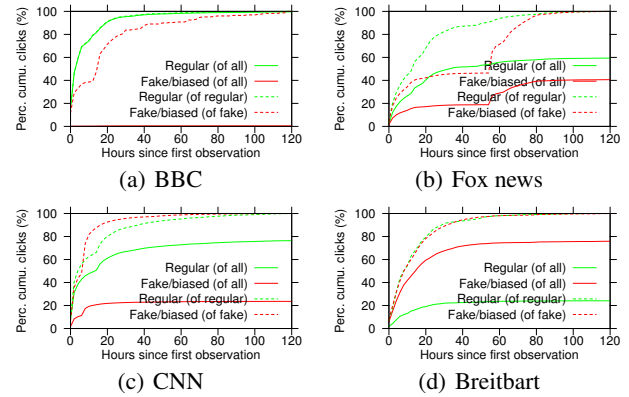 Perc. cumu. clicks (%)
100
80
60
40
20
0
0 20 40 60 80 100 120
Regular (of all)
Fake/biased (of all)
Regular (of regular)
Fake/biased (of fake)
Hours since first observation
(a) BBC
Perc. cumu. clicks (%)
100
80
60
40
20
0
0 20 40 60 80 100 120
Regular (of all)
Fake/biased (of all)
Regular (of regular)
Fake/biased (of fake)
Hours since first observation
(b) Fox news
Perc. cumu. clicks (%)
100
80
60
40
20
0
0 20 40 60 80 100 120
Regular (of all)
Fake/biased (of all)
Regular (of regular)
Fake/biased (of fake)
Hours since first observation
(c) CNN
Perc. cumu. clicks (%)
100
80
60
40
20
0
0 20 40 60 80 100 120
Regular (of all)
Fake/biased (of all)
Regular (of regular)
Fake/biased (of fake)
Hours since first observation
(d) Breitbart